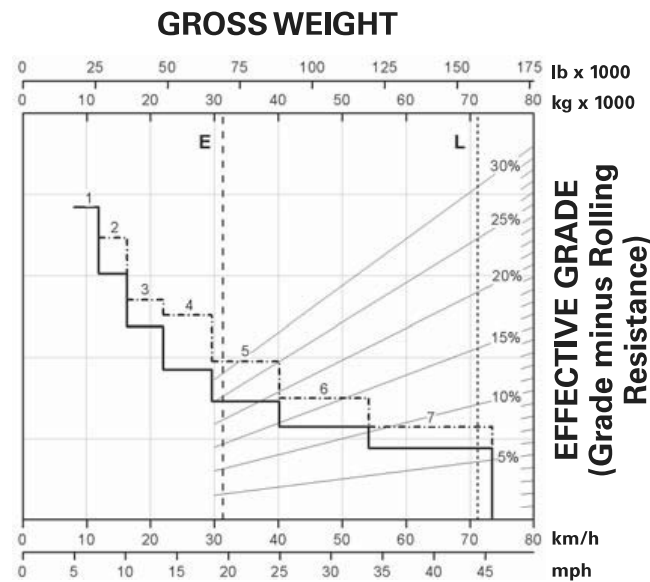 GROSS WEIGHT
0 25 50 75 100 120 150 175 lb x 1000
0 10 20 30 40 50 60 70 80 kg x 1000
E L
30%
1
25%
2
20%
3 4
15%
5
10%
6
7
5%
EFFECTIVE GRADE
(Grade minus Rolling
Resistance)
0 10 20 30 40 50 60 70 80 km/h
0 5 10 15 20 25 30 35 40 45 mph